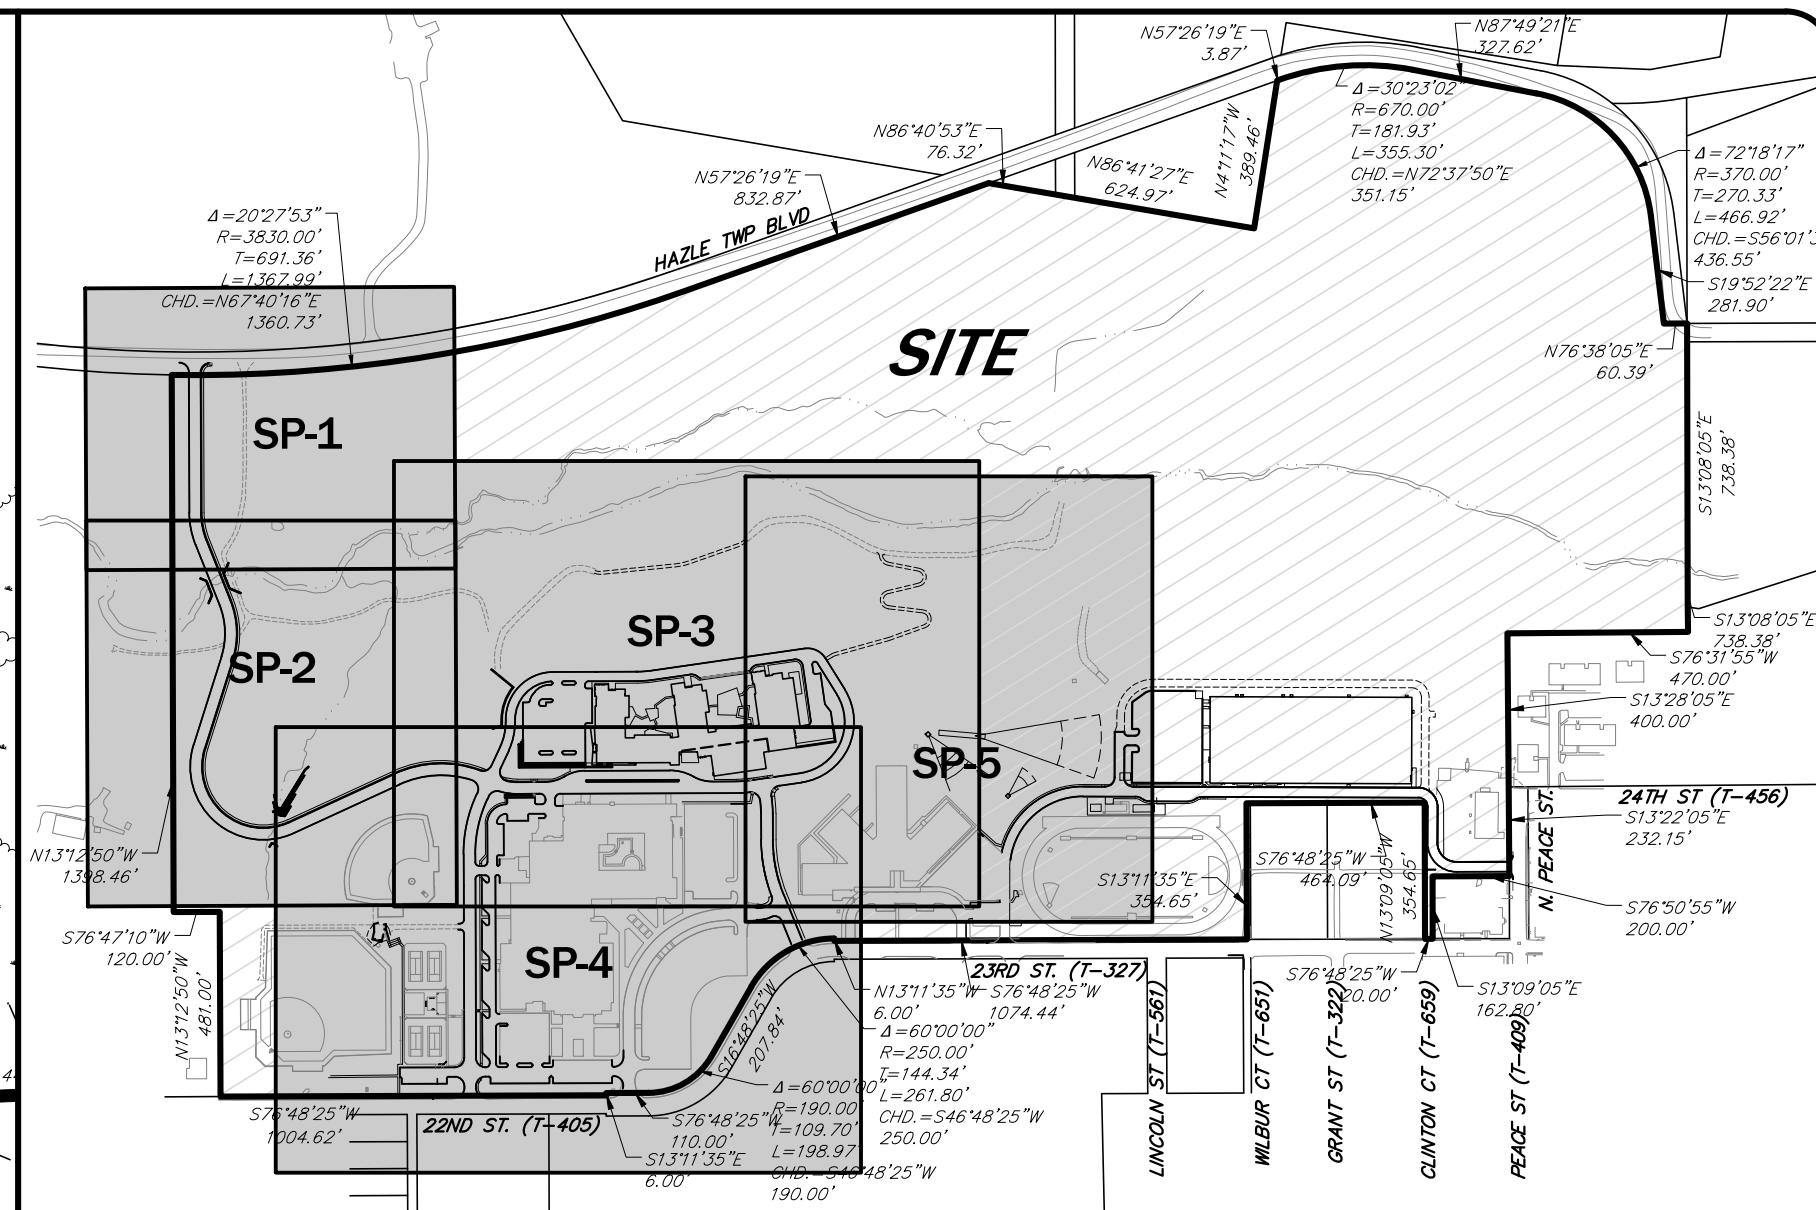 N57°26'19"E
3.87'
N87°49'21"E
327.62'
Δ=30°23'02"
R=670.00'
T=181.93'
L=355.30'
CHD.=N72°37'50"E
351.15'
N86°40'53"E
76.32'
N86°41'27"E
624.97'
N4°11'17"W
389.46'
Δ=72°18'17"
R=370.00'
T=270.33'
L=466.92'
CHD.=S56°01'3
436.55'
S19°52'22"E
281.90'
N57°26'19"E
832.87'
HAZLE TWP BLVD
Δ=20°27'53"
R=3830.00'
T=691.36'
L=1367.99'
CHD.=N67°40'16"E
1360.73'
SITE
N76°38'05"E
60.39'
SP-1
S13°08'05"E
738.38'
SP-3
SP-2
S13°08'05"E
738.38'
S76°31'55"W
470.00'
S13°28'05"E
400.00'
SP-5
24TH ST (T-456)
S13°22'05"E
232.15'
N. PEACE ST.
N13°12'50"W
1398.46'
S76°48'25"W
464.09'
N13°09'05"W
354.65'
S13°11'35"E
354.65'
S76°50'55"W
200.00'
S76°47'10"W
120.00'
N13°12'50"W
481.00'
SP-4
23RD ST. (T-327)
N13°11'35"W
6.00'
S76°48'25"W
1074.44'
S76°48'25"W
20.00'
S13°09'05"E
162.80'
S16°48'25"W
207.84'
Δ=60°00'00"
R=250.00'
T=144.34'
L=261.80
CHD.=S46°48'25"W
250.00'
Δ=60°00'00"
R=190.00'
T=109.70'
L=198.97'
CHD.=S46°48'25"W
190.00'
S76°48'25"W
1004.62'
22ND ST. (T-405)
S76°48'25"W
110.00'
S13°11'35"E
6.00'
LINCOLN ST (T-561)
WILBUR CT (T-651)
GRANT ST (T-322)
CLINTON CT (T-659)
PEACE ST (T-409)
4